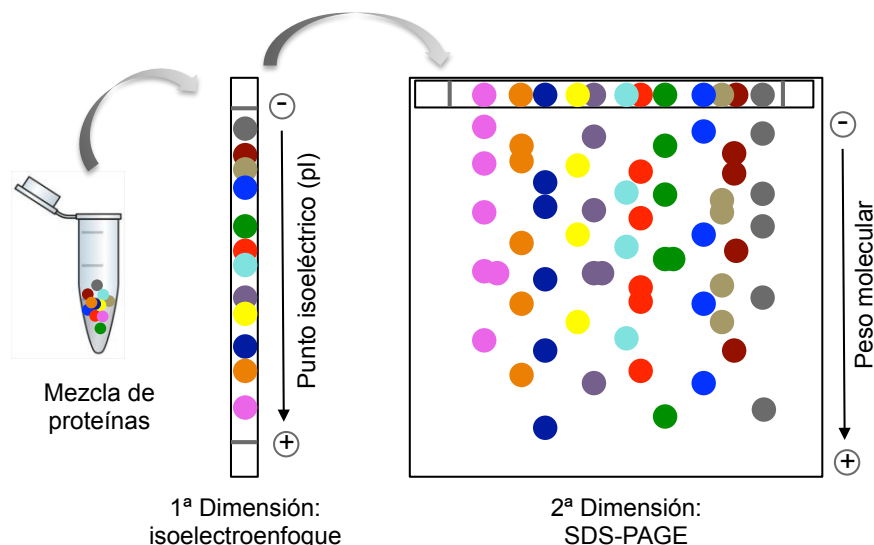 Mezcla de
proteínas
−
Punto isoeléctrico (pI)
+
1ª Dimensión:
isoelectroenfoque
−
Peso molecular
+
2ª Dimensión:
SDS-PAGE